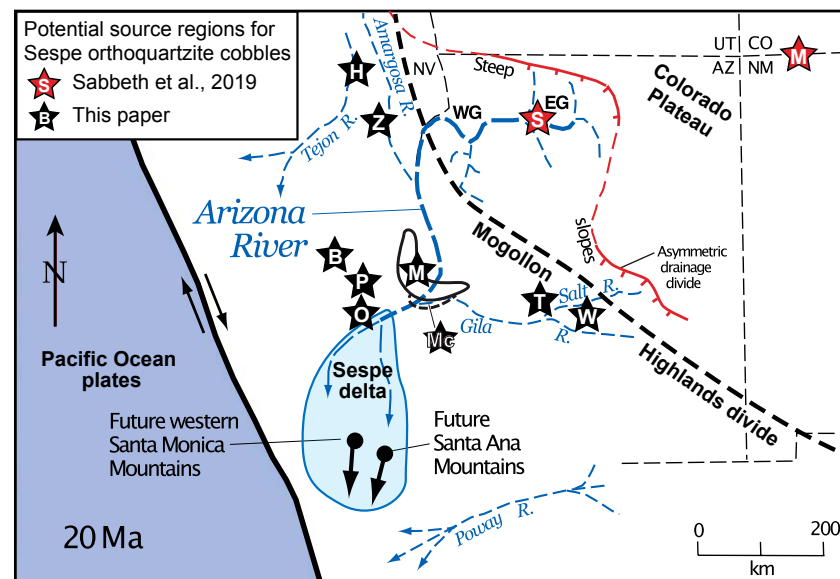 Potential source regions for
Sespe orthoquartzite cobbles
S Sabbeth et al., 2019
B This paper
H
Z
Amargosa R.
Tejon R.
NV
Steep
WG
EG
S
UT CO
AZ NM
M
Colorado
Plateau
Arizona
River
N
B
P
O
M
Mc
Mogollon
Highlands divide
slopes
Asymmetric
drainage
divide
T
Salt R.
W
Gila R.
Pacific Ocean
plates
Sespe
delta
Future western
Santa Monica
Mountains
Future
Santa Ana
Mountains
Poway R.
20 Ma
0 200
km